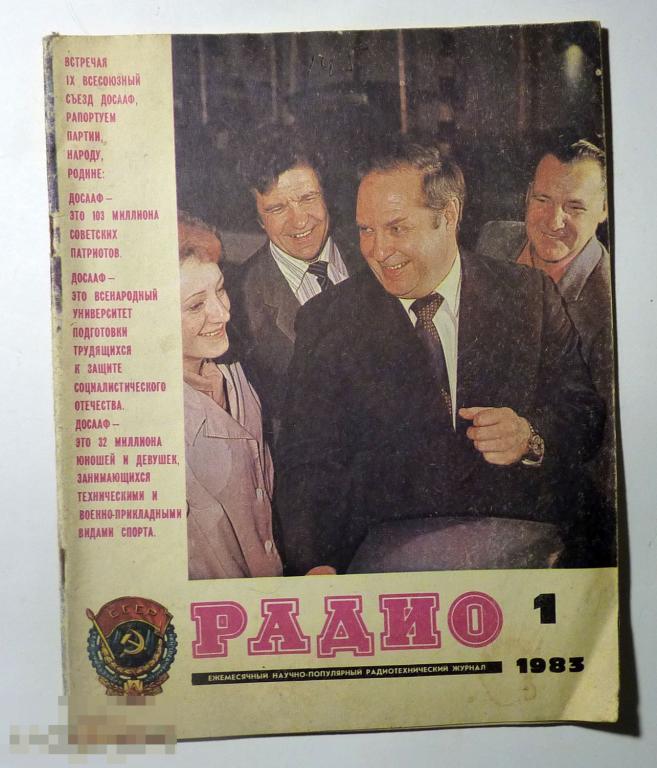 ВСТРЕЧАЯ
IX ВСЕСОЮЗНЫЙ
СЪЕЗД ДОСААФ,
РАПОРТУЕМ
ПАРТИИ,
НАРОДУ,
РОДИНЕ:
ДОСААФ —
ЭТО 103 МИЛЛИОНА
СОВЕТСКИХ
ПАТРИОТОВ.
ДОСААФ —
ЭТО ВСЕНАРОДНЫЙ
УНИВЕРСИТЕТ
ПОДГОТОВКИ
ТРУДЯЩИХСЯ
К ЗАЩИТЕ
СОЦИАЛИСТИЧЕСКОГО
ОТЕЧЕСТВА.
ДОСААФ —
ЭТО 32 МИЛЛИОНА
ЮНОШЕЙ И ДЕВУШЕК,
ЗАНИМАЮЩИХСЯ
ТЕХНИЧЕСКИМИ И
ВОЕННО-ПРИКЛАДНЫМИ
ВИДАМИ СПОРТА.
СССР
РАДИО 1
ЕЖЕМЕСЯЧНЫЙ НАУЧНО-ПОПУЛЯРНЫЙ РАДИОТЕХНИЧЕСКИЙ ЖУРНАЛ 1983